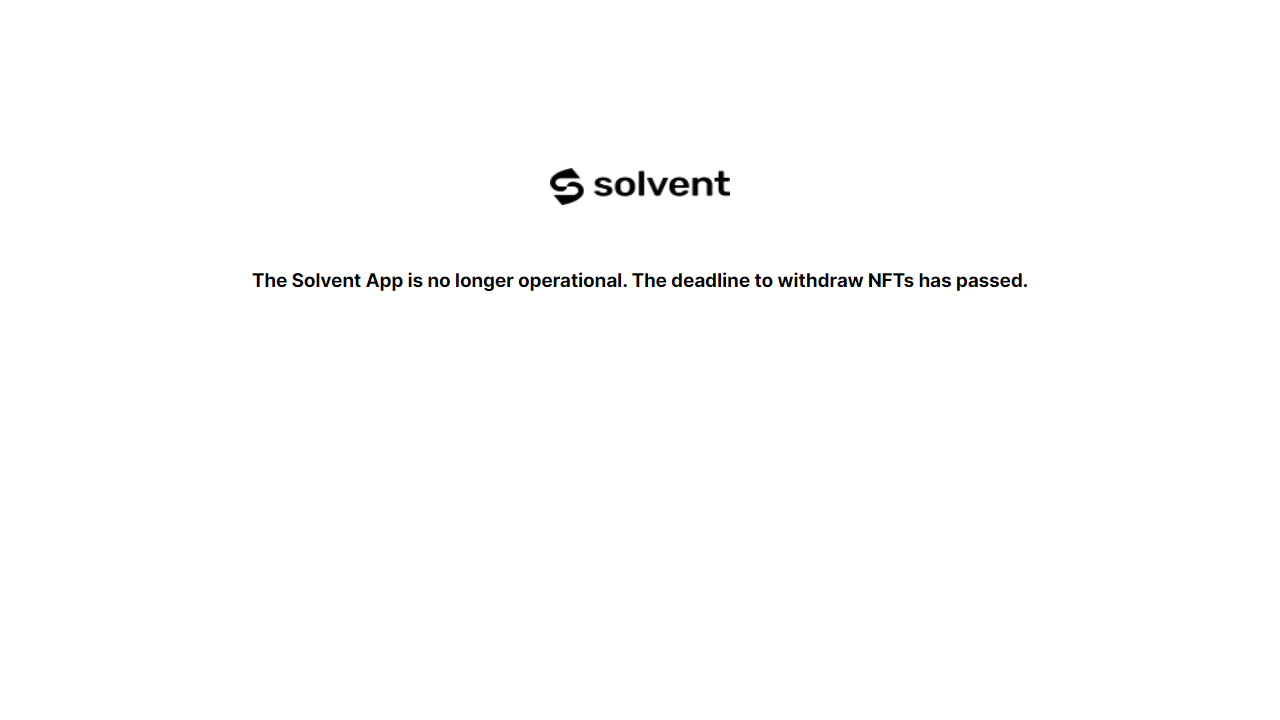 solvent
The Solvent App is no longer operational. The deadline to withdraw NFTs has passed.